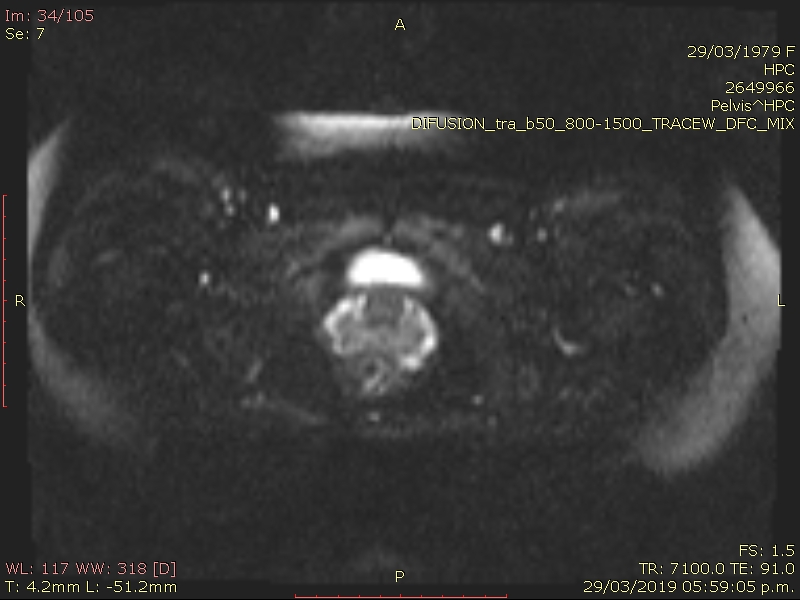 Im: 34/105
Se: 7
A
29/03/1979 F
HPC
2649966
Pelvis^HPC
DIFUSION_tra_b50_800-1500_TRACEW_DFC_MIX
R
L
WL: 117 WW: 318 [D]
T: 4.2mm L: -51.2mm
P
FS: 1.5
TR: 7100.0 TE: 91.0
29/03/2019 05:59:05 p.m.